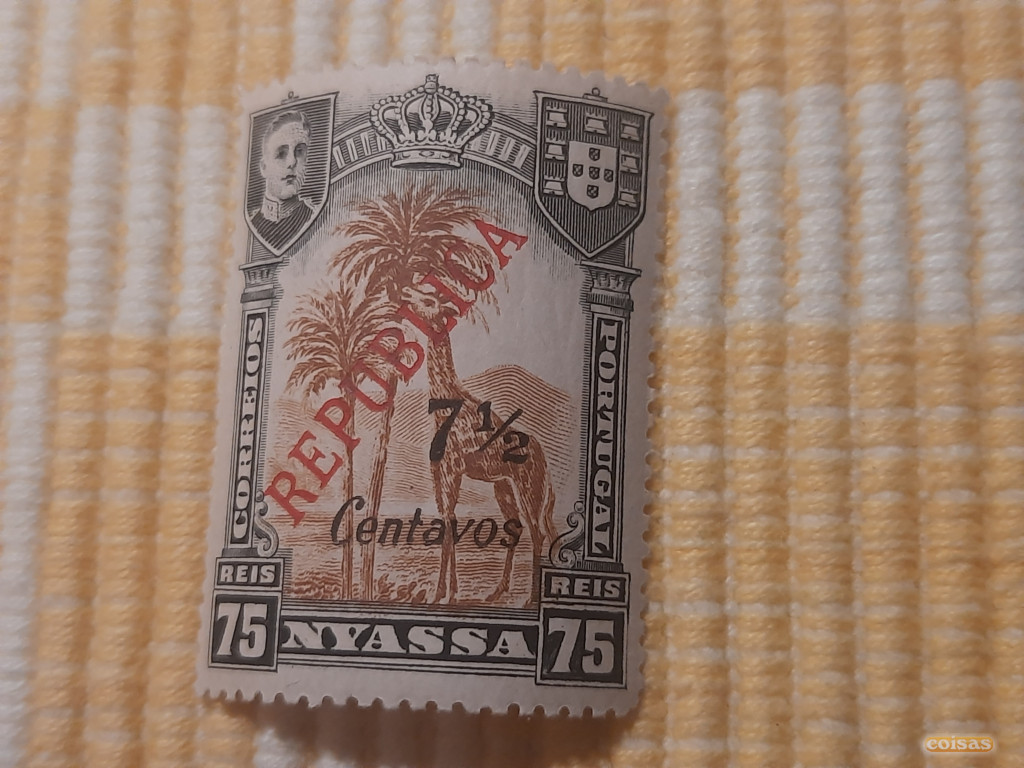 CORREIOS
PORTUGAL
REPUBLICA
7 1/2
Centavos
REIS
REIS
75
NYASSA
75
coisas